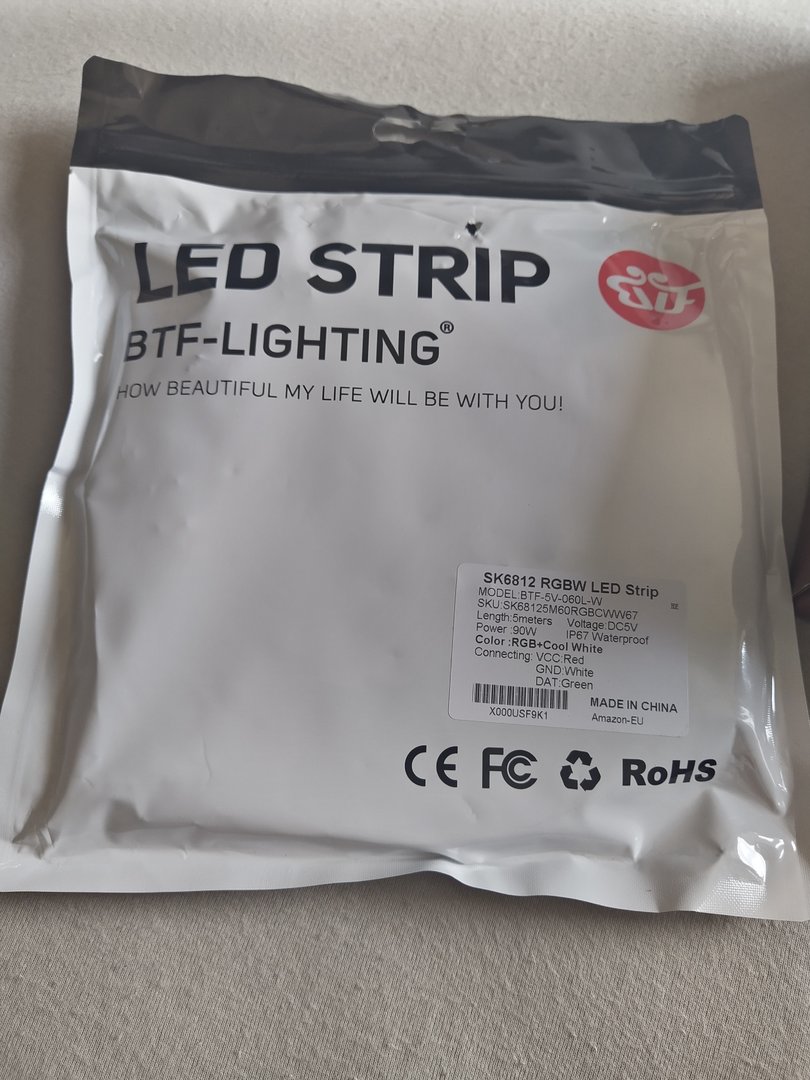 LED STRIP
BTF-LIGHTING®
HOW BEAUTIFUL MY LIFE WILL BE WITH YOU!
BTF
SK6812 RGBW LED Strip
MODEL:BTF-5V-060L-W
SKU:SK68125M60RGBCWW67
Length:5meters Voltage:DC5V
Power :90W IP67 Waterproof
Color :RGB+Cool White
Connecting: VCC:Red
GND:White
DAT:Green
X000USF9K1
MADE IN CHINA
Amazon-EU
CE FC RoHS